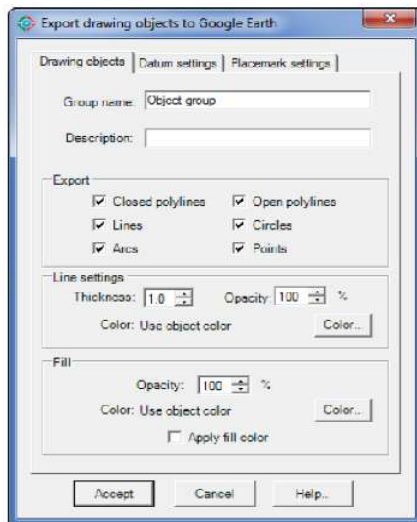 Export drawing objects to Google Earth
Drawing objects Datum settings Placemark settings
Group name: Object group
Description:
Export
Closed polylines Open polylines
Lines Circles
Arcs Points
Line settings
Thickness: 1.0 Opacity: 100 %
Color: Use object color Color...
Fill
Opacity: 100 %
Color: Use object color Color...
Apply fill color
Accept Cancel Help...